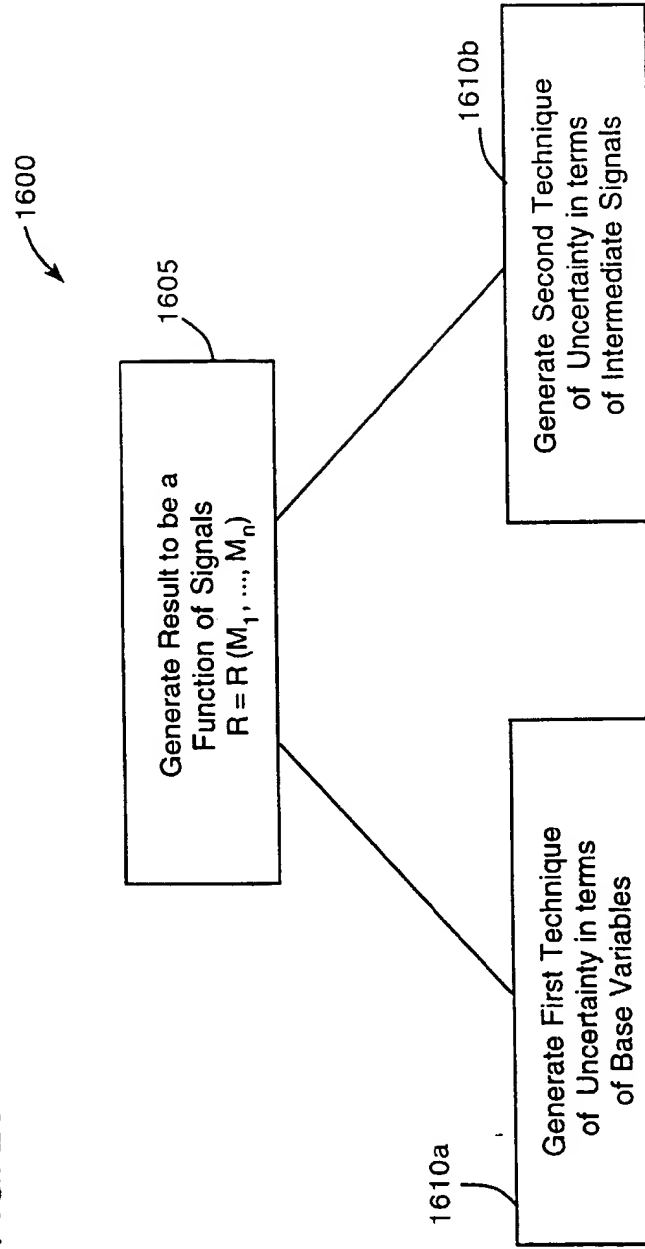 1600
1605
Generate Result to be a
Function of Signals
R = R (M1, ..., Mn)
1610a
Generate First Technique
of Uncertainty in terms
of Base Variables
1610b
Generate Second Technique
of Uncertainty in terms
of Intermediate Signals